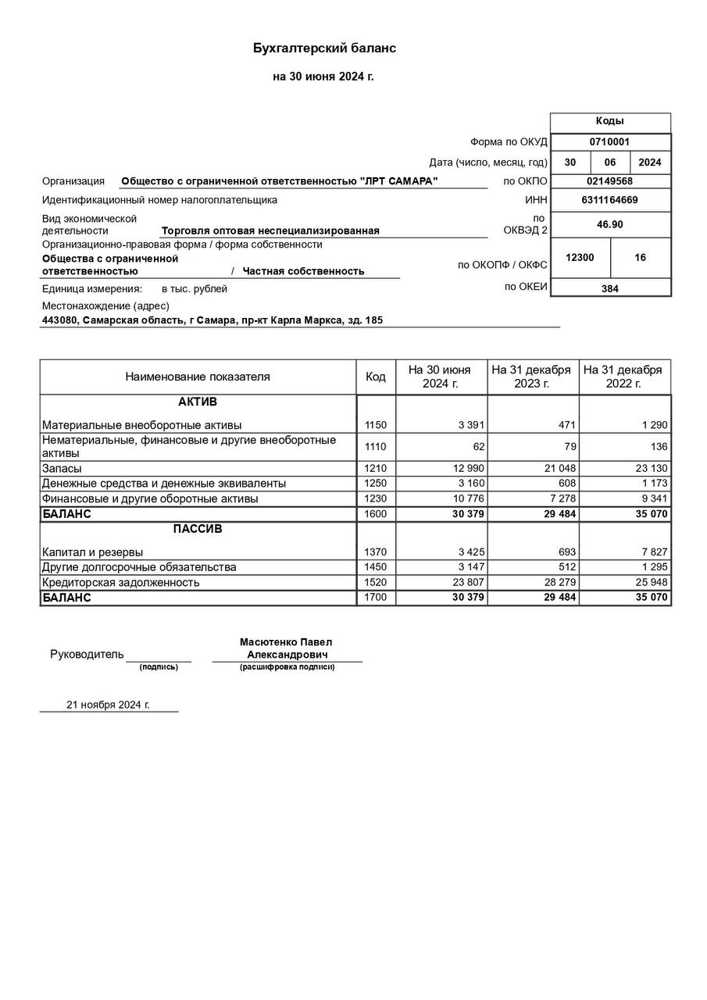 Бухгалтерский баланс
на 30 июня 2024 г.
Коды
Форма по ОКУД 0710001
Дата (число, месяц, год) 30 06 2024
Организация Общество с ограниченной ответственностью "ЛРТ САМАРА" по ОКПО 02149568
Идентификационный номер налогоплательщика ИНН 6311164669
Вид экономической
деятельности Торговля оптовая неспециализированная
по
ОКВЭД 2 46.90
Организационно-правовая форма / форма собственности
Общества с ограниченной
ответственностью / Частная собственность по ОКОПФ / ОКФС 12300 16
Единица измерения: в тыс. рублей по ОКЕИ 384
Местонахождение (адрес)
443080, Самарская область, г Самара, пр-кт Карла Маркса, зд. 185
Наименование показателя Код На 30 июня
2024 г. На 31 декабря
2023 г. На 31 декабря
2022 г.
АКТИВ
Материальные внеоборотные активы 1150 3 391 471 1 290
Нематериальные, финансовые и другие внеоборотные
активы 1110 62 79 136
Запасы 1210 12 990 21 048 23 130
Денежные средства и денежные эквиваленты 1250 3 160 608 1 173
Финансовые и другие оборотные активы 1230 10 776 7 278 9 341
БАЛАНС 1600 30 379 29 484 35 070
ПАССИВ
Капитал и резервы 1370 3 425 693 7 827
Другие долгосрочные обязательства 1450 3 147 512 1 295
Кредиторская задолженность 1520 23 807 28 279 25 948
БАЛАНС 1700 30 379 29 484 35 070
Руководитель
Масютенко Павел
Александрович
(подпись) (расшифровка подписи)
21 ноября 2024 г.